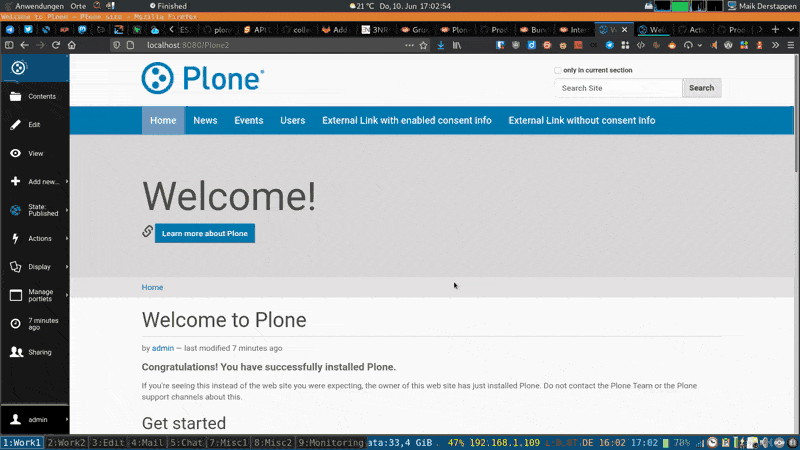 Anwendungen Orte Finished 21 °C Do, 10. Jun 17:02:54 Maik Derstappen
Welcome to Plone - Plone site - Mozilla Firefox
localhost:8080/Plone2
Plone
only in current section
Search Site Search
Home News Events Users External Link with enabled consent info External Link without consent info
Contents
Edit
View
Add new...
State: Published
Actions
Display
Manage portlets
7 minutes ago
Sharing
admin
Welcome!
Learn more about Plone
Home
Welcome to Plone
by admin — last modified 7 minutes ago
Congratulations! You have successfully installed Plone.
If you're seeing this instead of the web site you were expecting, the owner of this web site has just installed Plone. Do not contact the Plone Team or the Plone
support channels about this.
Get started
1:Work1 2:Work2 3:Edit 4:Mail 5:Chat 7:Misc1 8:Misc2 9:Monitoring ata:33,4 GiB 47% 192.168.1.109 DE 16:02 17:02 78%